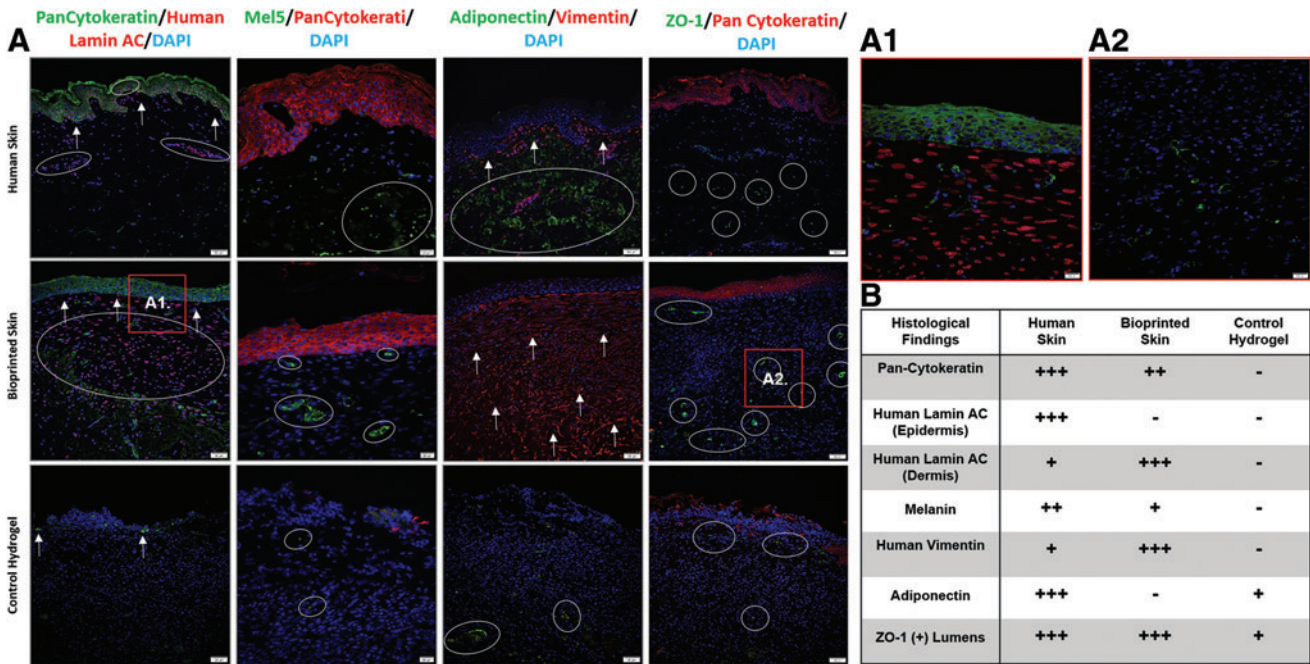 PanCytokeratin/Human
Lamin AC/DAPI
Mel5/PanCytokerati/
DAPI
Adiponectin/Vimentin/
DAPI
ZO-1/Pan Cytokeratin/
DAPI
A
A1
A2
Human Skin
Bioprinted Skin
A1.
A2.
Control Hydrogel
B
Histological
Findings
Human
Skin
Bioprinted
Skin
Control
Hydrogel
Pan-Cytokeratin
+++
++
-
Human Lamin AC
(Epidermis)
+++
-
-
Human Lamin AC
(Dermis)
+
+++
-
Melanin
++
+
-
Human Vimentin
+
+++
-
Adiponectin
+++
-
+
ZO-1 (+) Lumens
+++
+++
+